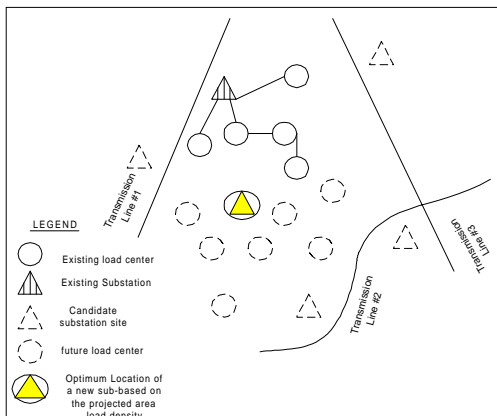 Transmission
Line #1
Transmission
Line #3
Transmission
Line #2
LEGEND
Existing load center
Existing Substation
Candidate
substation site
future load center
Optimum Location of
a new sub-based on
the projected area
load density